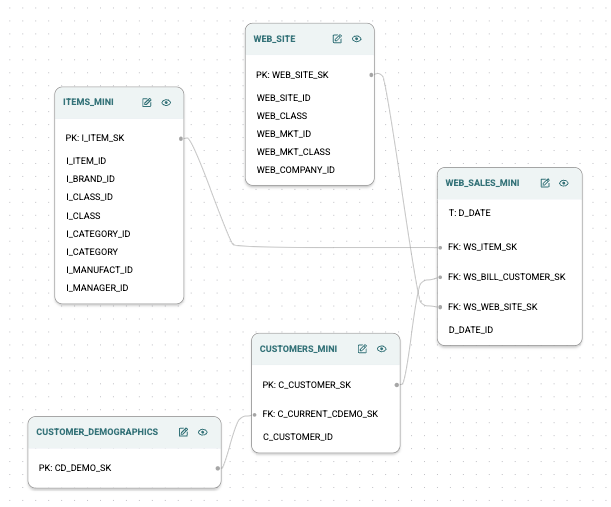 WEB_SITE
PK: WEB_SITE_SK
WEB_SITE_ID
WEB_CLASS
WEB_MKT_ID
WEB_MKT_CLASS
WEB_COMPANY_ID
ITEMS_MINI
PK: I_ITEM_SK
I_ITEM_ID
I_BRAND_ID
I_CLASS_ID
I_CLASS
I_CATEGORY_ID
I_CATEGORY
I_MANUFACT_ID
I_MANAGER_ID
WEB_SALES_MINI
T: D_DATE
FK: WS_ITEM_SK
FK: WS_BILL_CUSTOMER_SK
FK: WS_WEB_SITE_SK
D_DATE_ID
CUSTOMERS_MINI
PK: C_CUSTOMER_SK
FK: C_CURRENT_CDEMO_SK
C_CUSTOMER_ID
CUSTOMER_DEMOGRAPHICS
PK: CD_DEMO_SK